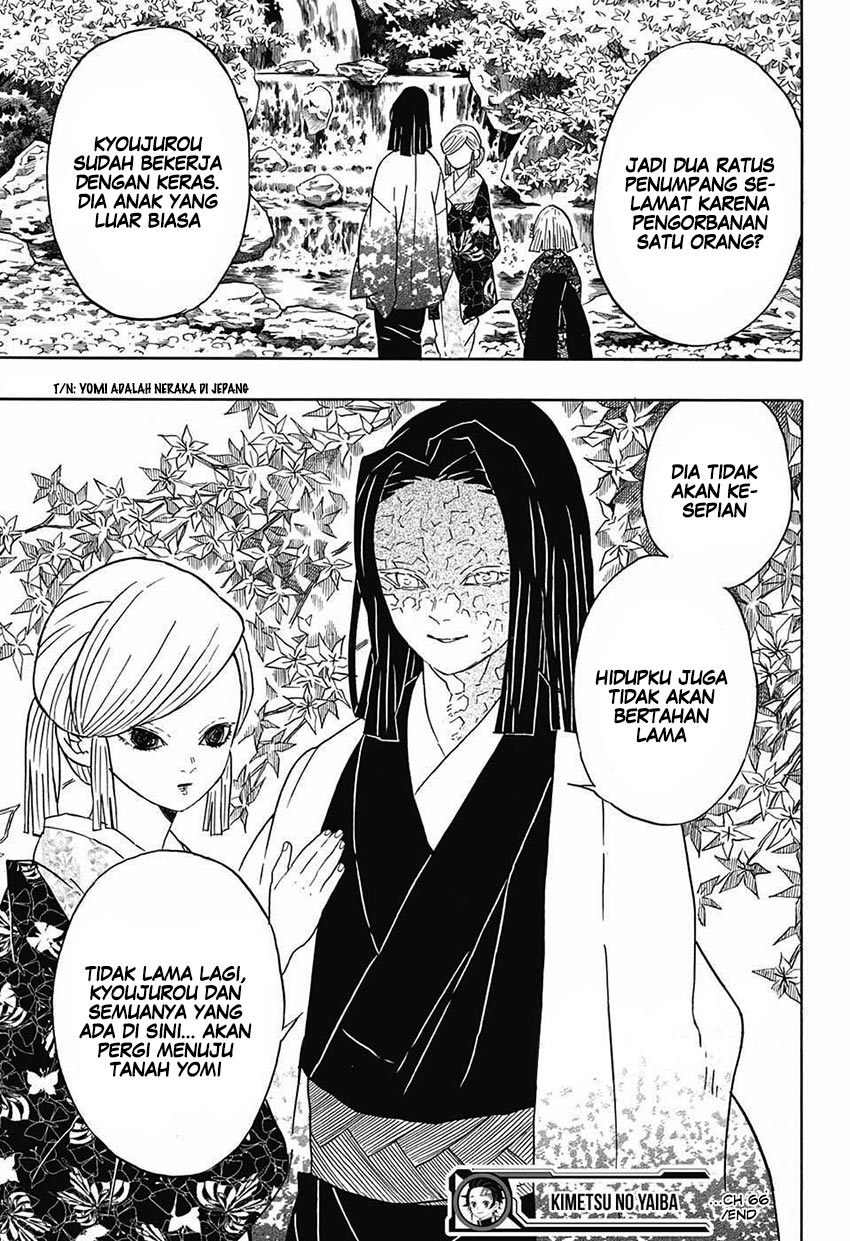 JADI DUA RATUS
PENUMPANG SE-
LAMAT KARENA
PENGORBANAN
SATU ORANG?
KYOUJUROU
SUDAH BEKERJA
DENGAN KERAS.
DIA ANAK YANG
LUAR BIASA
T/N: YOMI ADALAH NERAKA DI JEPANG
DIA TIDAK
AKAN KE-
SEPIAN
HIDUPKU JUGA
TIDAK AKAN
BERTAHAN
LAMA
TIDAK LAMA LAGI,
KYOUJUROU DAN
SEMUANYA YANG
ADA DI SINI... AKAN
PERGI MENUJU
TANAH YOMI
KIMETSU NO YAIBA
...CH 66
/END